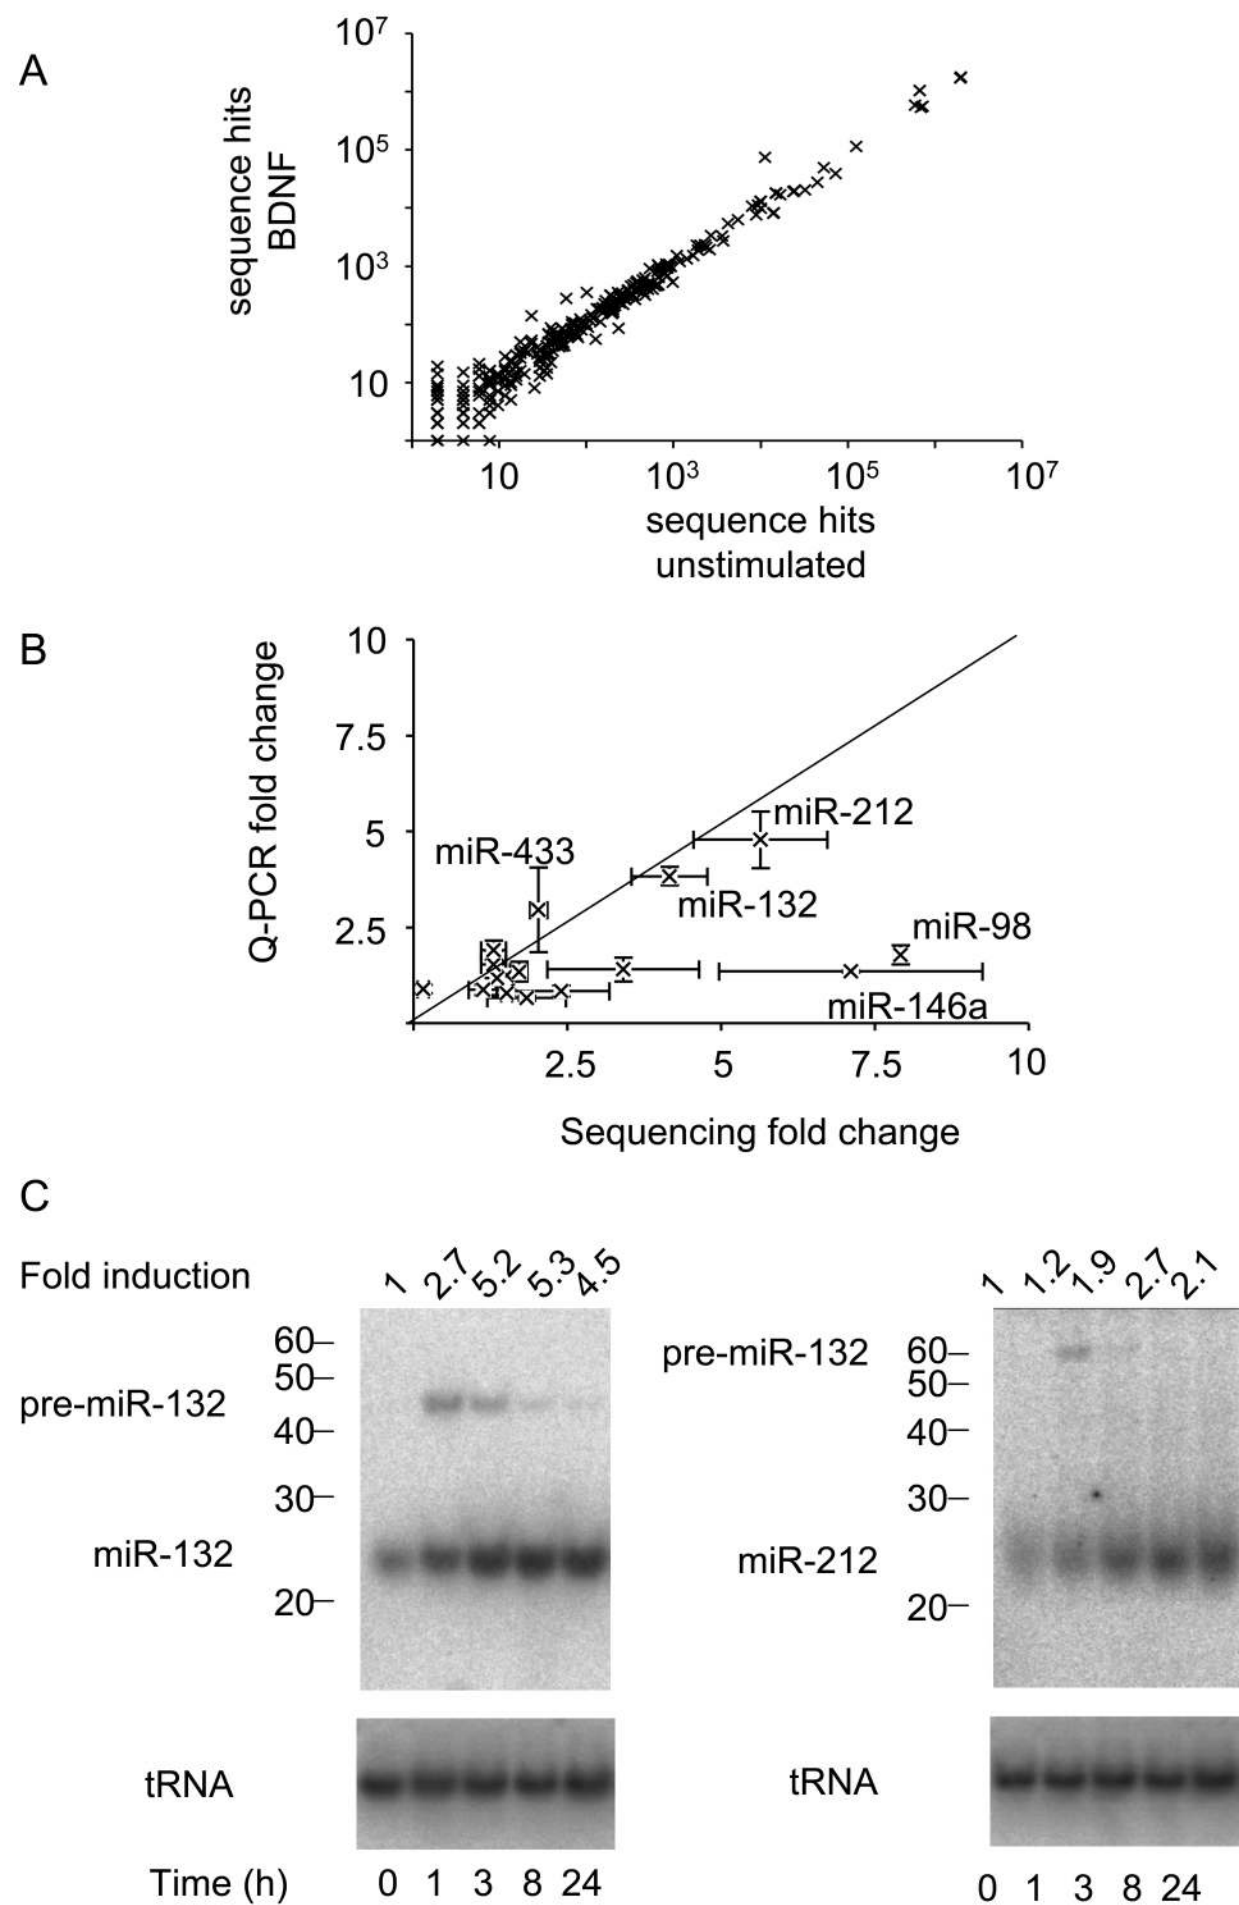 A
sequence hits
BDNF
10⁷
10⁵
10³
10
10 10³ 10⁵ 10⁷
sequence hits
unstimulated
B
Q-PCR fold change
10
7.5
5
2.5
miR-433
miR-212
miR-132
miR-98
miR-146a
2.5 5 7.5 10
Sequencing fold change
C
Fold induction
1 2.7 5.2 5.3 4.5
60
50
pre-miR-132
40
30
miR-132
20
tRNA
Time (h) 0 1 3 8 24
1 1.2 1.9 2.7 2.1
pre-miR-132
60
50
40
30
miR-212
20
tRNA
0 1 3 8 24